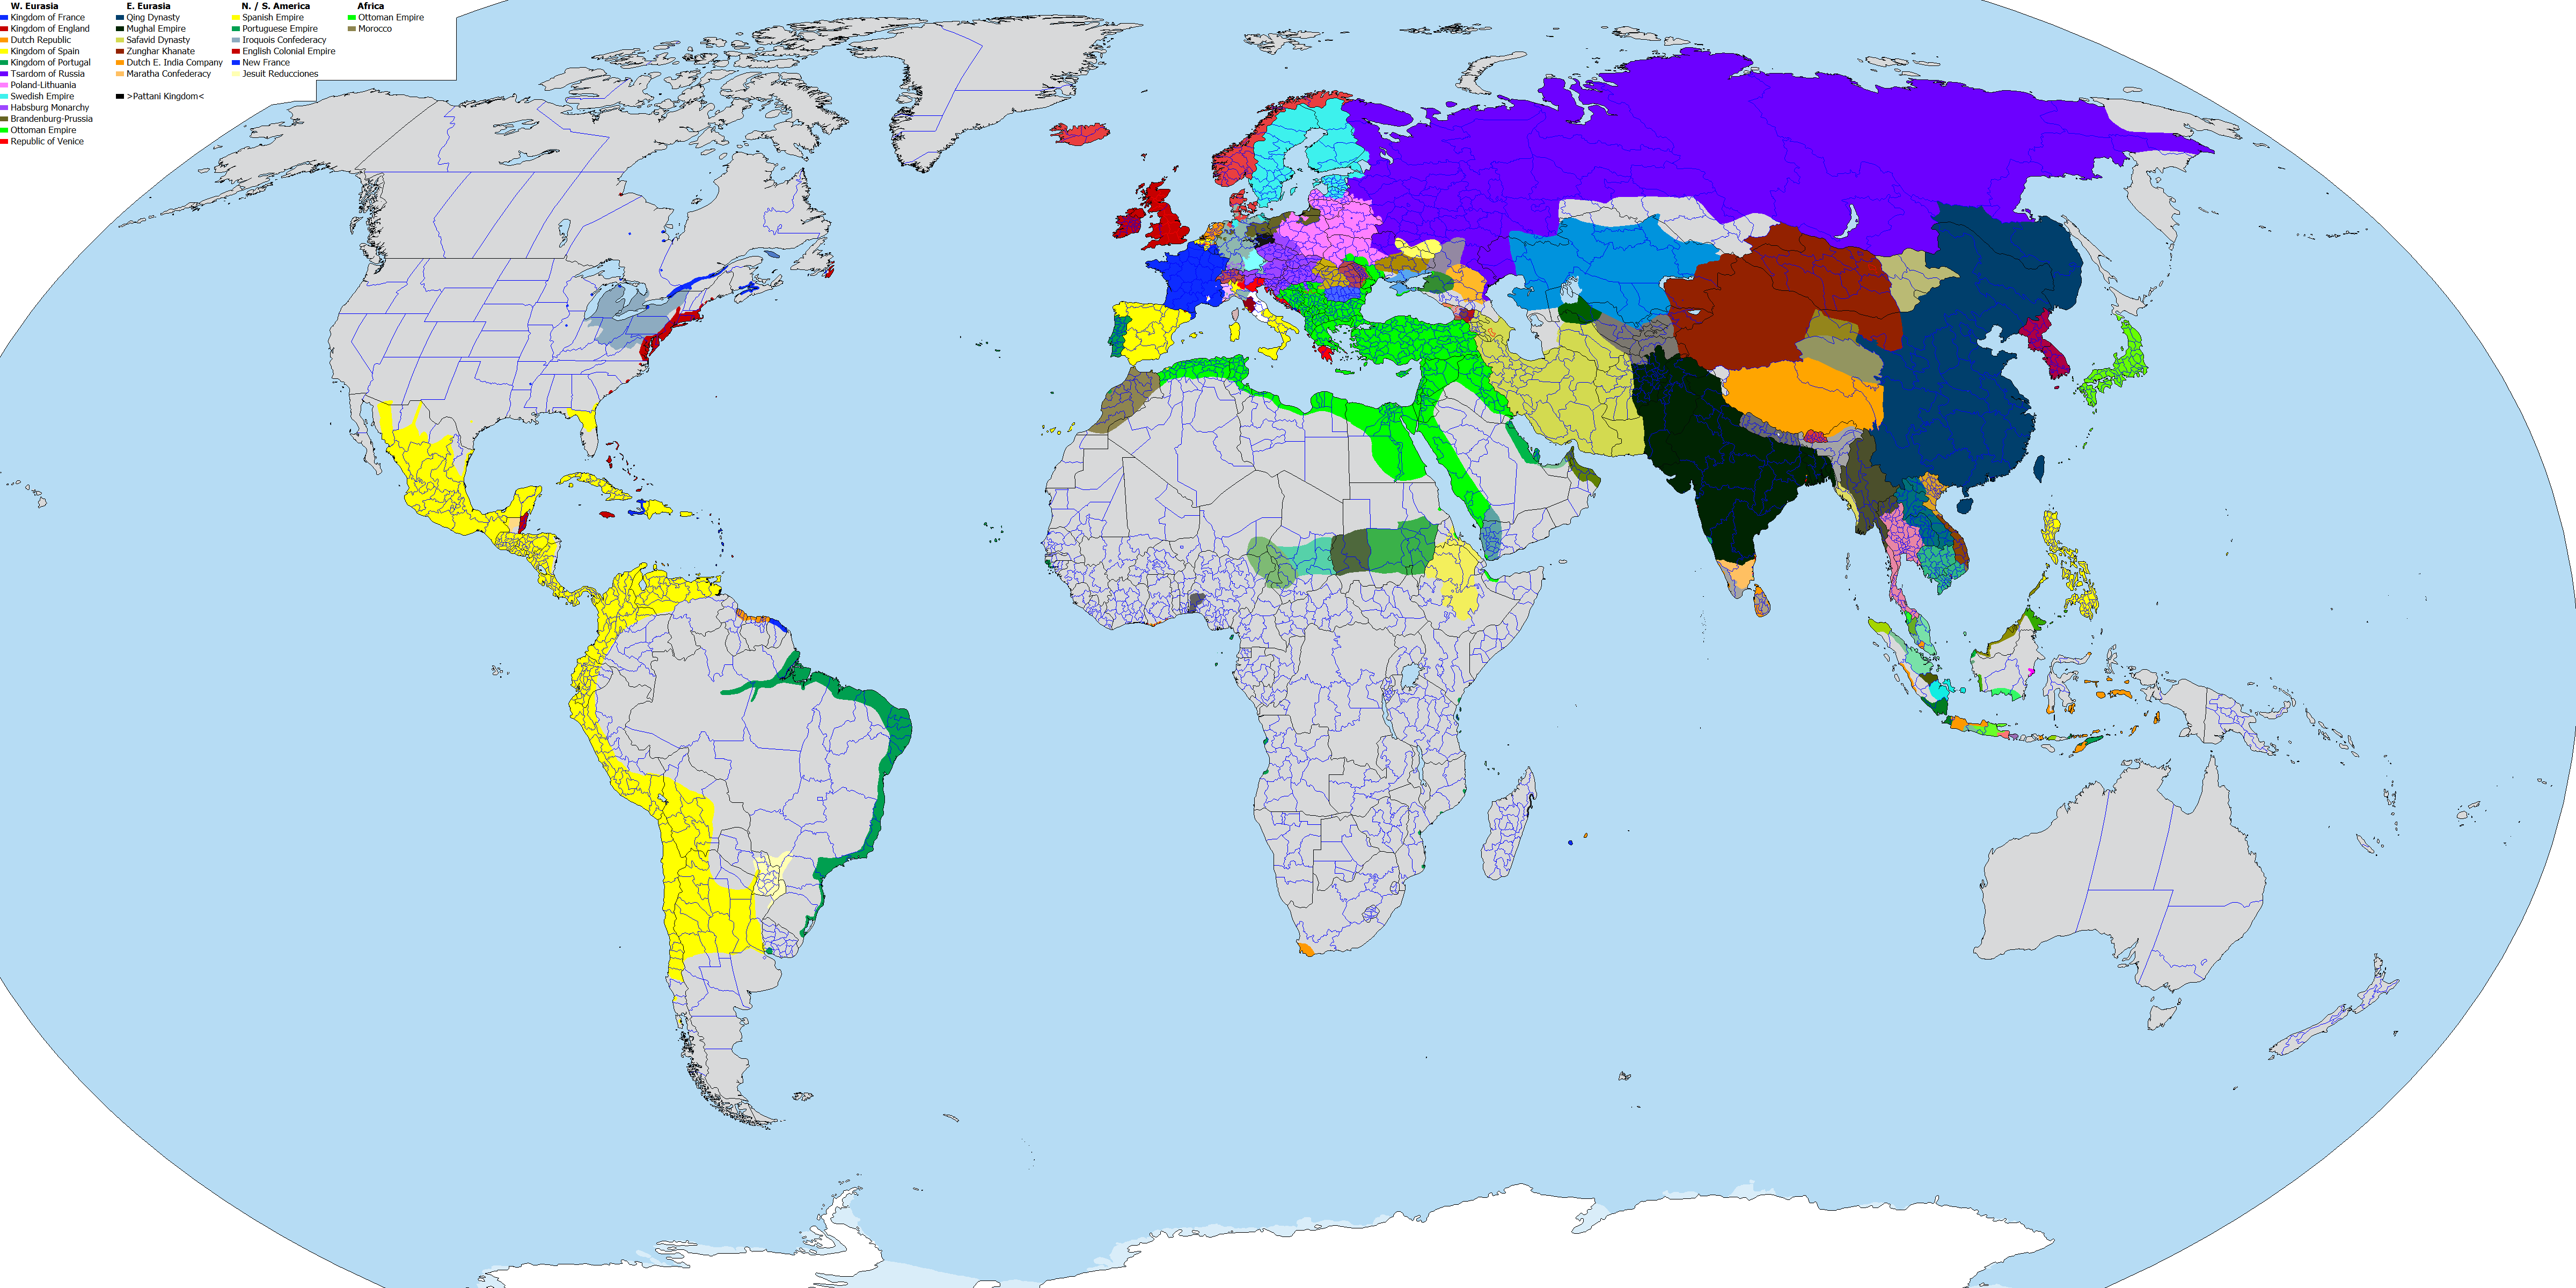 W. Eurasia
Kingdom of France
Kingdom of England
Dutch Republic
Kingdom of Spain
Kingdom of Portugal
Tsardom of Russia
Poland-Lithuania
Swedish Empire
Habsburg Monarchy
Brandenburg-Prussia
Ottoman Empire
Republic of Venice
E. Eurasia
Qing Dynasty
Mughal Empire
Safavid Dynasty
Zunghar Khanate
Dutch E. India Company
Maratha Confederacy
>Pattani Kingdom<
N. / S. America
Spanish Empire
Portuguese Empire
Iroquois Confederacy
English Colonial Empire
New France
Jesuit Reducciones
Africa
Ottoman Empire
Morocco